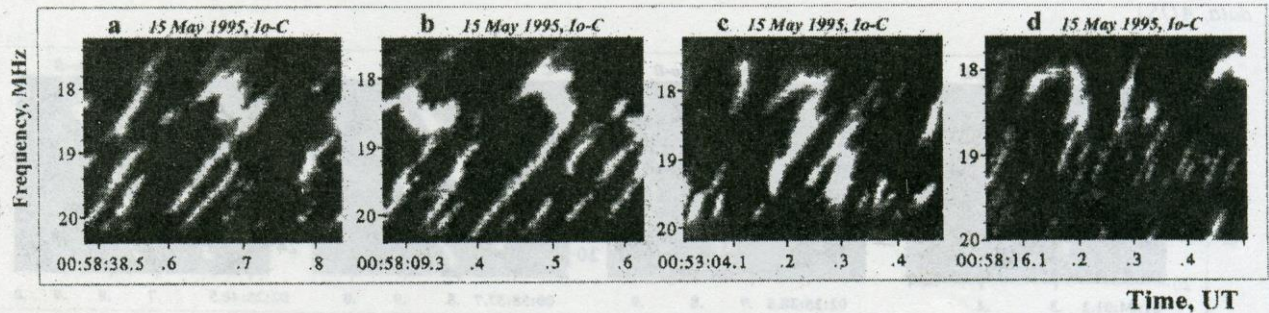 a 15 May 1995, Io-C
b 15 May 1995, Io-C
c 15 May 1995, Io-C
d 15 May 1995, Io-C
Frequency, MHz
18
19
20
18
19
20
18
19
20
18
19
20
00:58:38.5 .6 .7 .8
00:58:09.3 .4 .5 .6
00:53:04.1 .2 .3 .4
00:58:16.1 .2 .3 .4
Time, UT